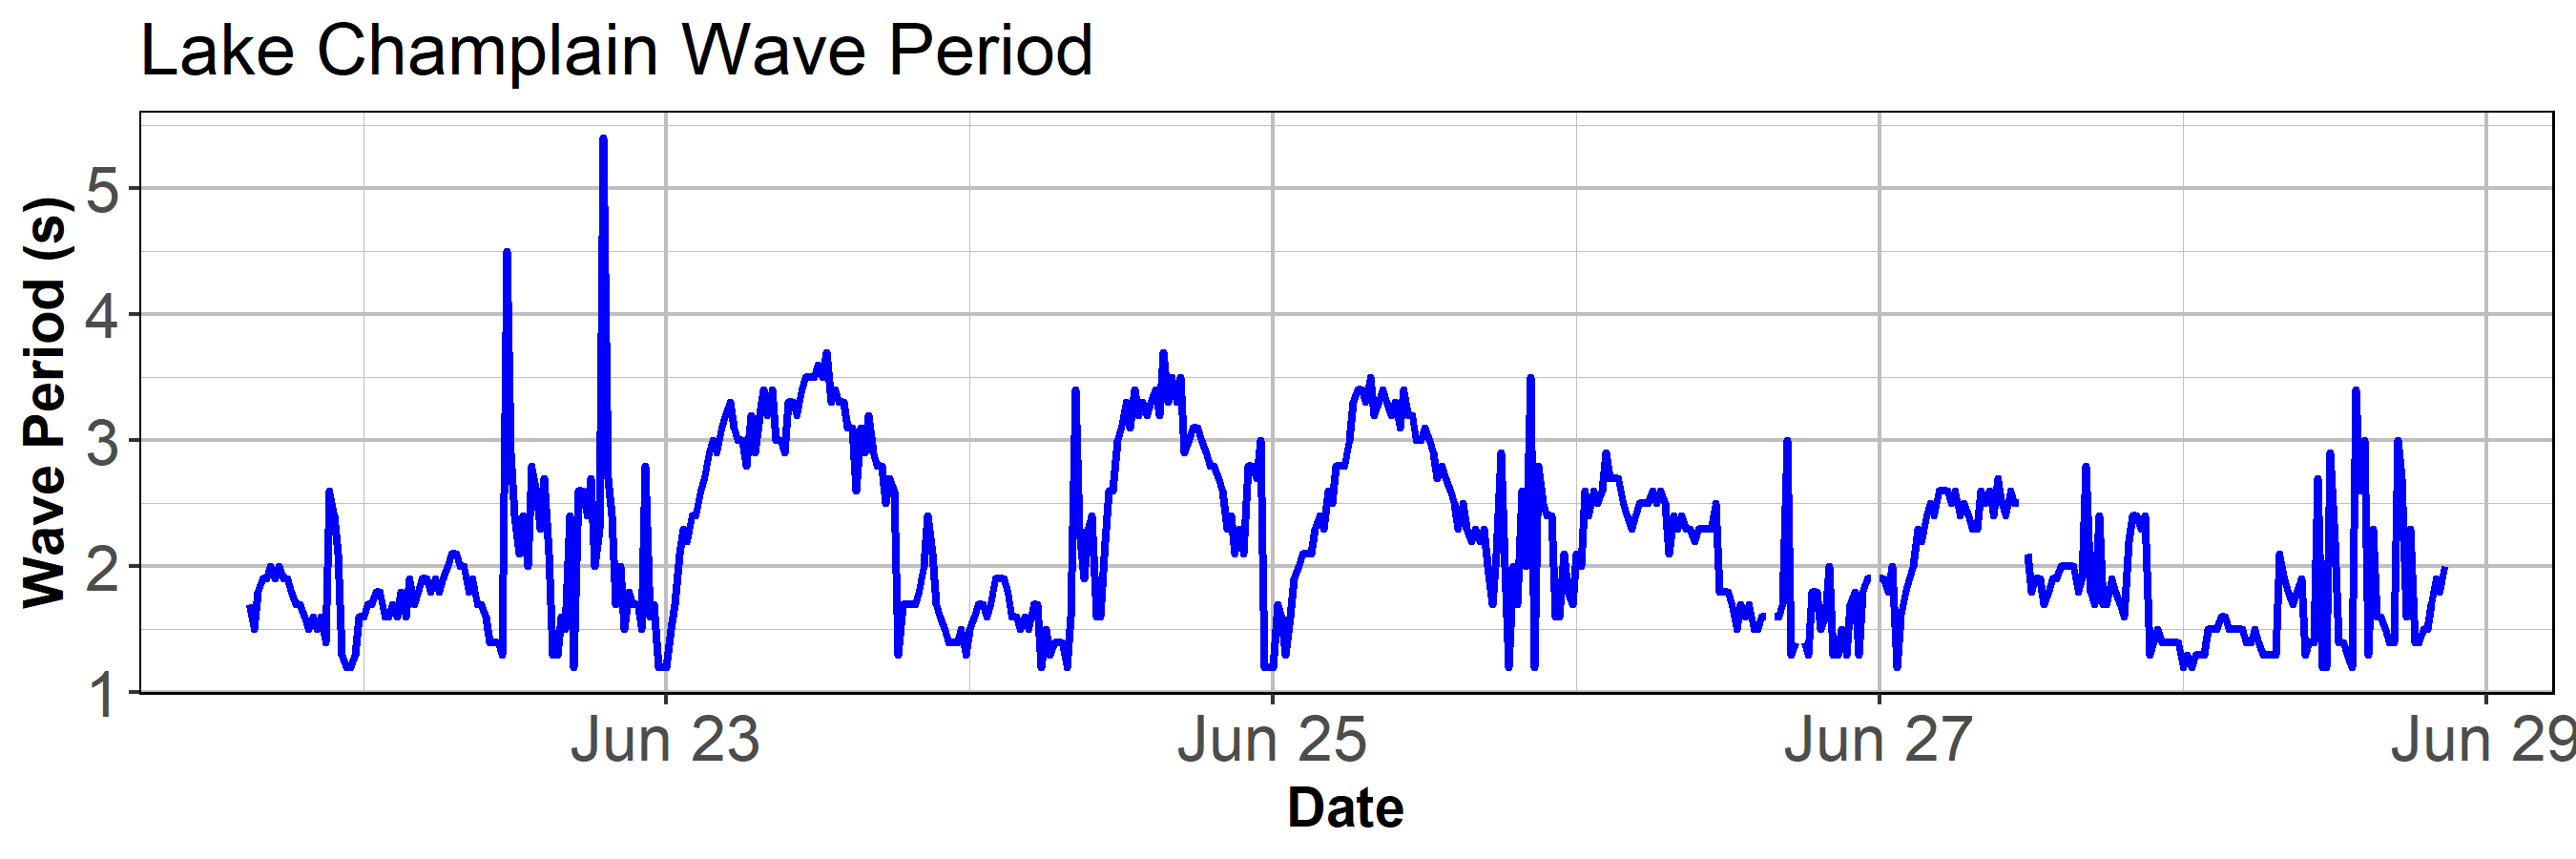 Lake Champlain Wave Period
Wave Period (s)
5
4
3
2
1
Jun 23
Jun 25
Jun 27
Jun 29
Date